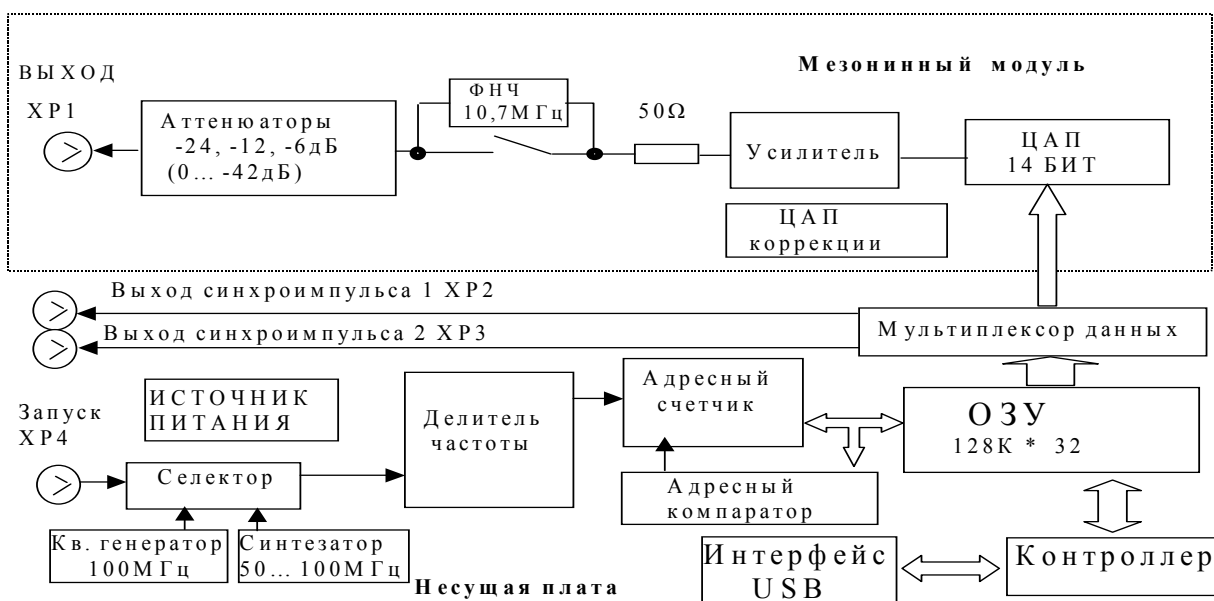 Мезонинный модуль
ВЫХОД
ХР1
Аттенюаторы
-24, -12, -6дБ
(0... -42дБ)
ФНЧ
10,7МГц
50Ω
Усилитель
ЦАП
14 БИТ
ЦАП
коррекции
Выход синхроимпульса 1 ХР2
Выход синхроимпульса 2 ХР3
Мультиплексор данных
ИСТОЧНИК
ПИТАНИЯ
Делитель
частоты
Адресный
счетчик
ОЗУ
128К * 32
Запуск
ХР4
Селектор
Адресный
компаратор
Кв. генератор
100МГц
Синтезатор
50... 100МГц
Несущая плата
Интерфейс
USB
Контроллер